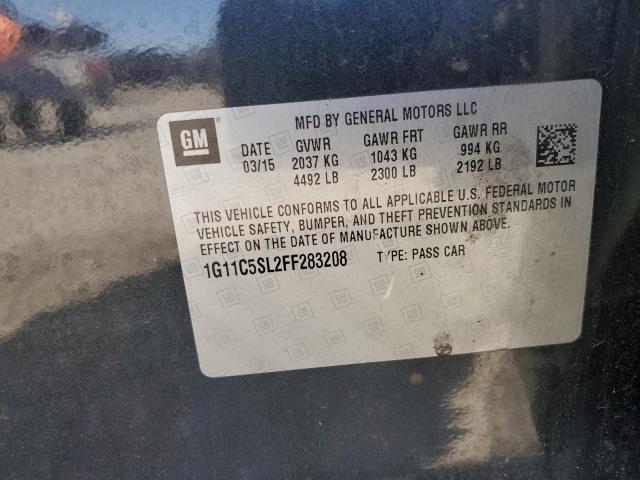 GM
MFD BY GENERAL MOTORS LLC
DATE GVWR GAWR FRT GAWR RR
03/15 2037 KG 1043 KG 994 KG
4492 LB 2300 LB 2192 LB
THIS VEHICLE CONFORMS TO ALL APPLICABLE U.S. FEDERAL MOTOR
VEHICLE SAFETY, BUMPER, AND THEFT PREVENTION STANDARDS IN
EFFECT ON THE DATE OF MANUFACTURE SHOWN ABOVE.
1G11C5SL2FF283208 TYPE: PASS CAR